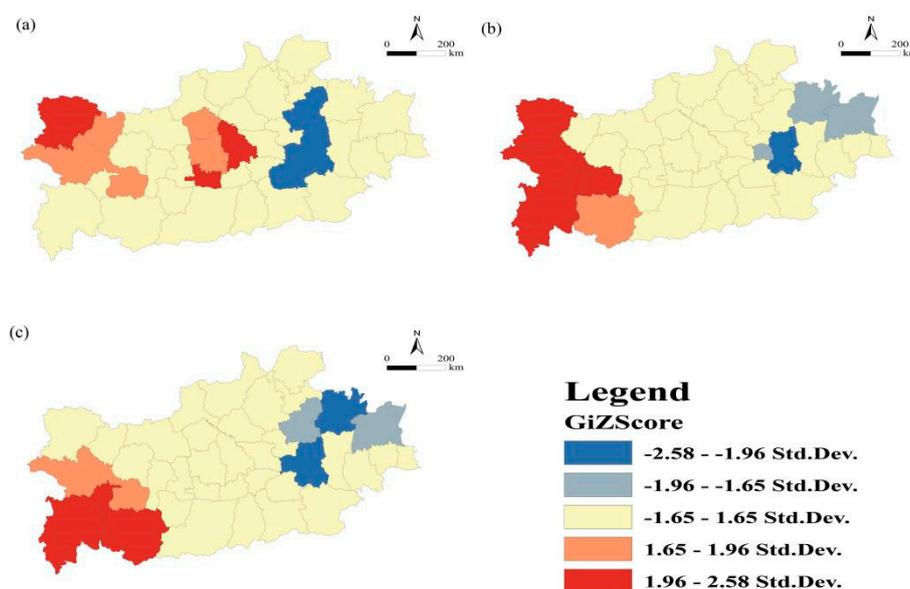 (a)
N
0 200
km
(b)
N
0 200
km
(c)
N
0 200
km
Legend
GiZScore
-2.58 - -1.96 Std.Dev.
-1.96 - -1.65 Std.Dev.
-1.65 - 1.65 Std.Dev.
1.65 - 1.96 Std.Dev.
1.96 - 2.58 Std.Dev.